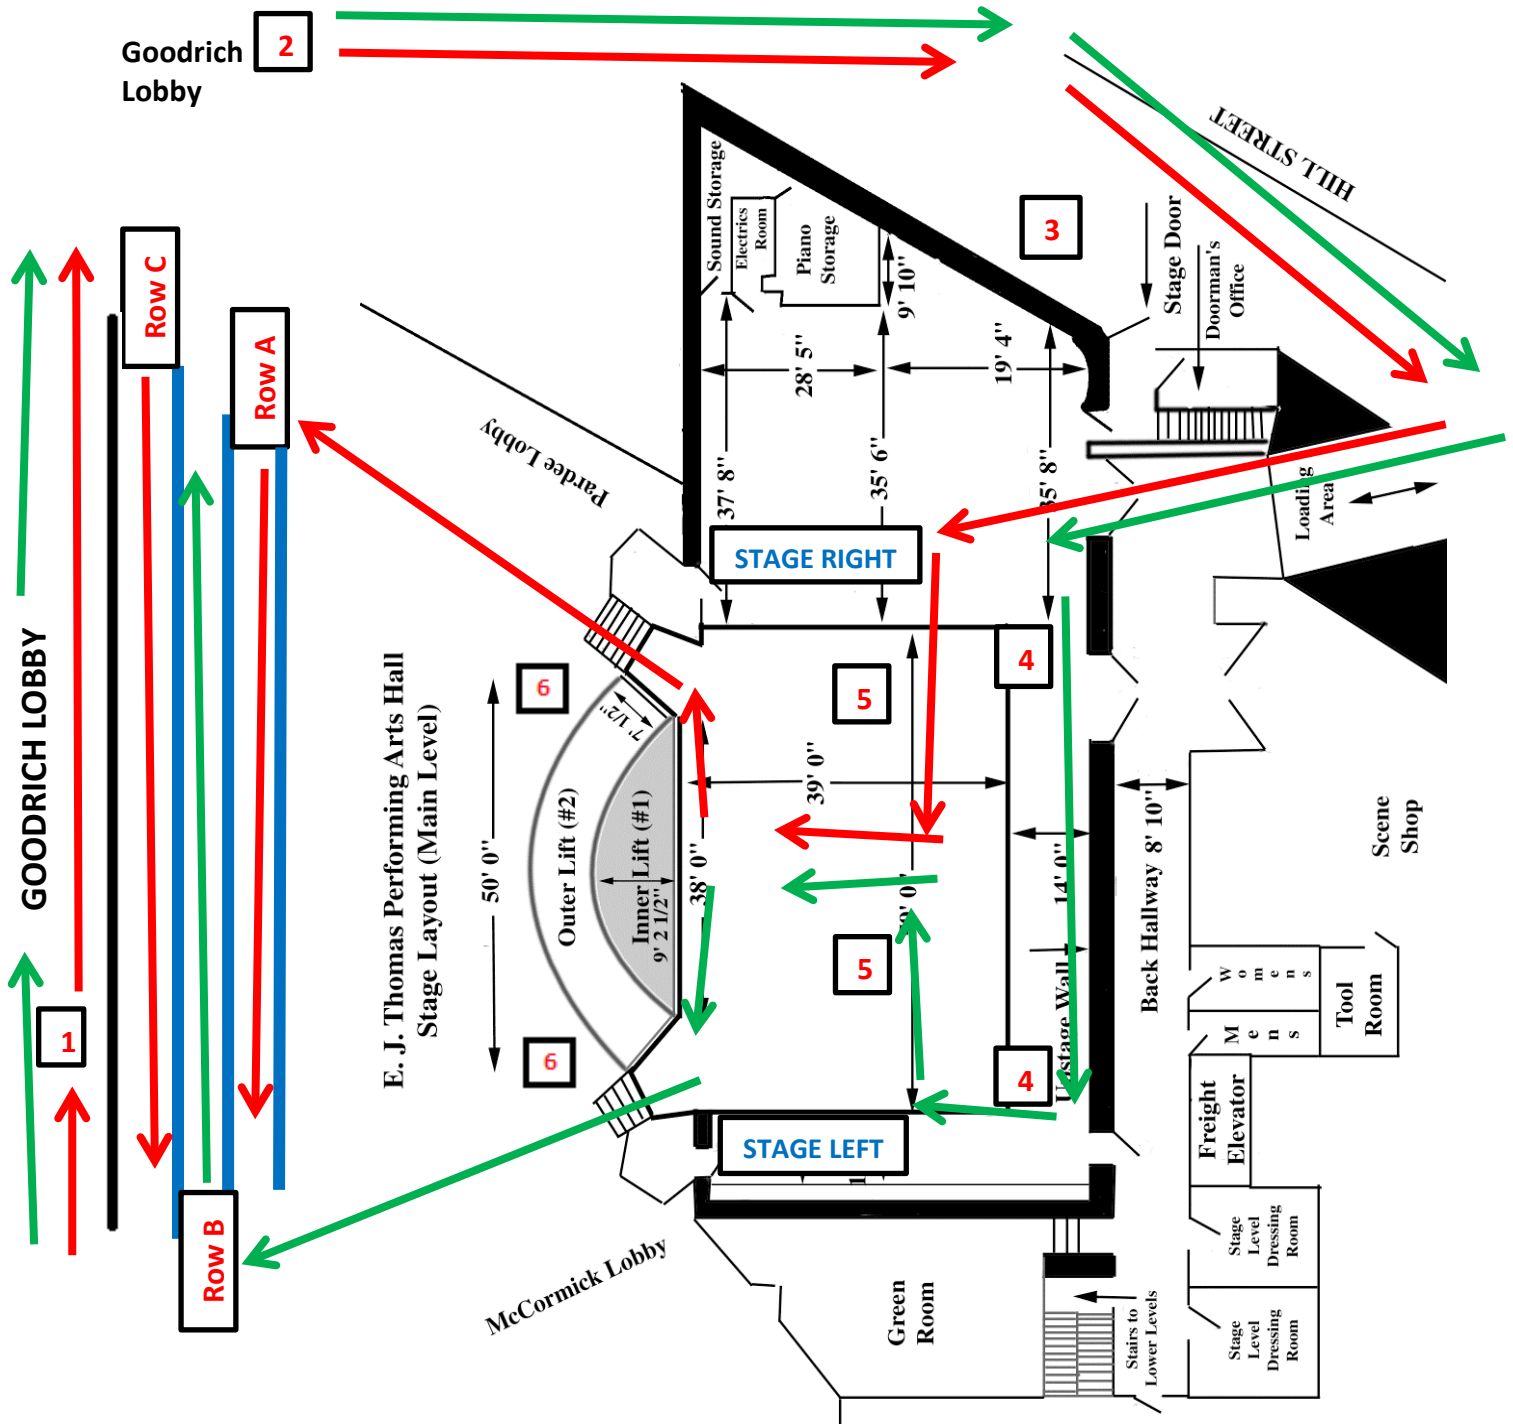 Goodrich
Lobby
2
HILL STREET
3
Stage Door
Doorman's
Office
Sound Storage
Electrics
Room
Piano
Storage
9' 10"
28' 5"
19' 4"
37' 8"
35' 6"
35' 8"
Loading
Area
Row C
Row A
Pardee Lobby
STAGE RIGHT
GOODRICH LOBBY
E. J. Thomas Performing Arts Hall
Stage Layout (Main Level)
6
5
4
7' 1/2"
50' 0"
Outer Lift (#2)
Inner Lift (#1)
9' 2 1/2"
38' 0"
39' 0"
14' 0"
Back Hallway 8' 10"
Scene
Shop
5
Upstage Wall
Womens
Mens
Tool
Room
1
6
4
Freight
Elevator
STAGE LEFT
Row B
McCormick Lobby
Green
Room
Stairs to
Lower Levels
Stage
Level
Dressing
Room
Stage
Level
Dressing
Room